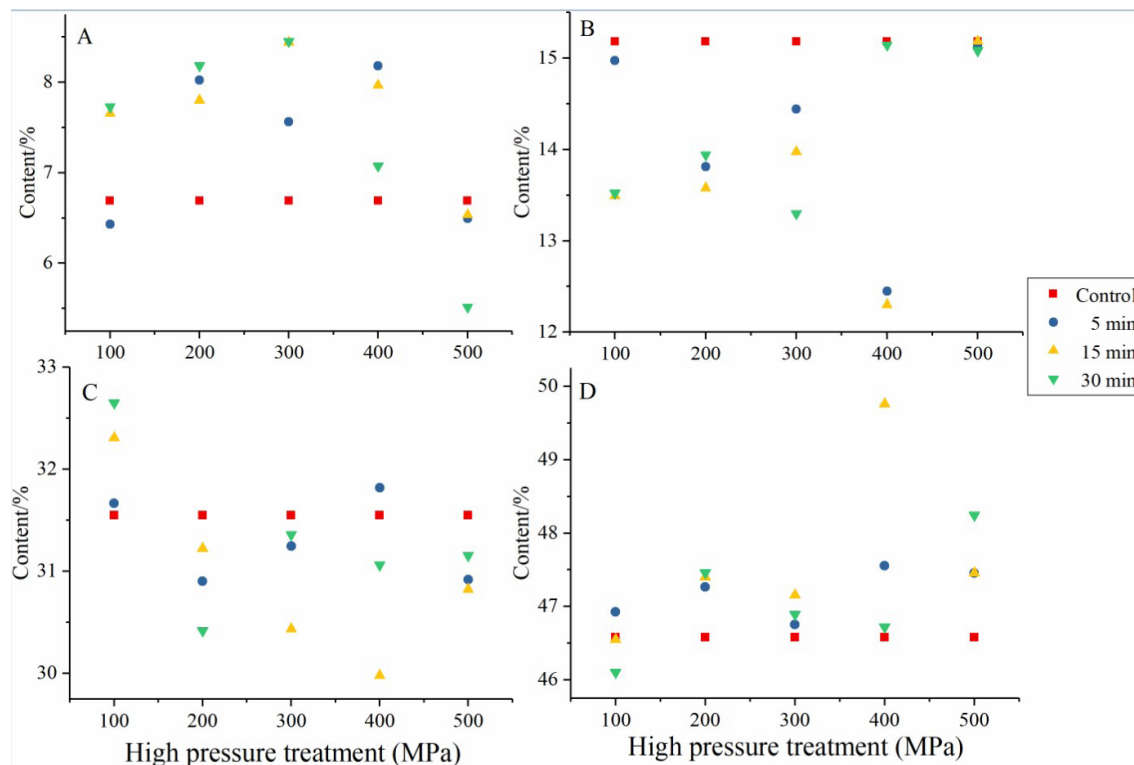 A
Content/%
8
7
6
100 200 300 400 500
B
Content/%
15
14
13
12
100 200 300 400 500
Control
5 min
15 min
30 min
C
Content/%
33
32
31
30
100 200 300 400 500
High pressure treatment (MPa)
D
Content/%
50
49
48
47
46
100 200 300 400 500
High pressure treatment (MPa)